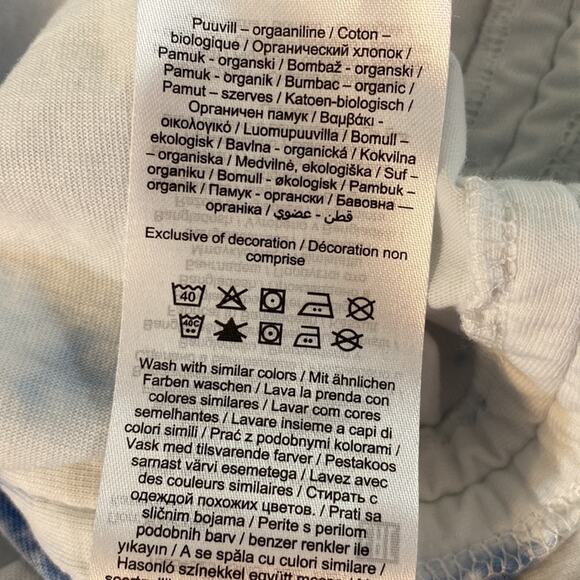 Puuvill – orgaaniline / Coton –
biologique / Органический хлопок /
Pamuk - organski / Bombaž - organski /
Pamuk - organik / Bumbac – organic /
Pamut – szerves / Katoen-biologisch /
Органичен памук / Βαμβάκι -
οικολογικό / Luomupuuvilla / Bomull –
ekologisk / Bavlna - organická / Kokvilna
– organiska / Medvilnė, ekologiška / Suf –
organiku / Bomull - økologisk / Pambuk –
organik / Памук - органски / Бавовна —
органіка / قطن - عضوي
Exclusive of decoration / Décoration non
comprise
40
40C
Wash with similar colors / Mit ähnlichen
Farben waschen / Lava la prenda con
colores similares / Lavar com cores
semelhantes / Lavare insieme a capi di
colori simili / Prać z podobnymi kolorami /
Vask med tilsvarende farver / Pestakoos
sarnast värvi esemetega / Lavez avec
des couleurs similaires / Стирать с
одеждой похожих цветов. / Prati sa
sličnim bojama / Perite s perilom
podobnih barv / benzer renkler ile
yıkayın / A se spăla cu culori similare /
Hasonló színekkel együtt